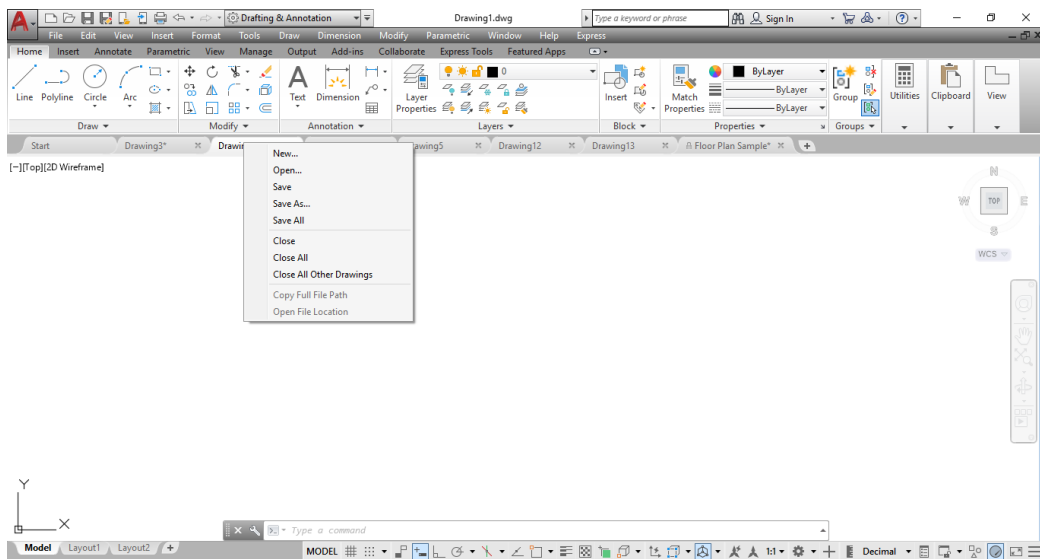 A
Drafting & Annotation
Drawing1.dwg
Type a keyword or phrase
Sign In
File Edit View Insert Format Tools Draw Dimension Modify Parametric Window Help Express
Home Insert Annotate Parametric View Manage Output Add-ins Collaborate Express Tools Featured Apps
0
ByLayer
Line Polyline Circle Arc
A
Text Dimension
Layer
Properties
Insert
Match
Properties
ByLayer
ByLayer
Group
Utilities Clipboard View
Draw Modify Annotation Layers Block Properties Groups
Start Drawing3* Drawing12 Drawing13 Floor Plan Sample* +
[−][Top][2D Wireframe]
New...
Open...
Save
Save As...
Save All
Close
Close All
Close All Other Drawings
Copy Full File Path
Open File Location
N
W TOP E
S
WCS
Y
X
Type a command
Model Layout1 Layout2 +
MODEL 1:1 Decimal